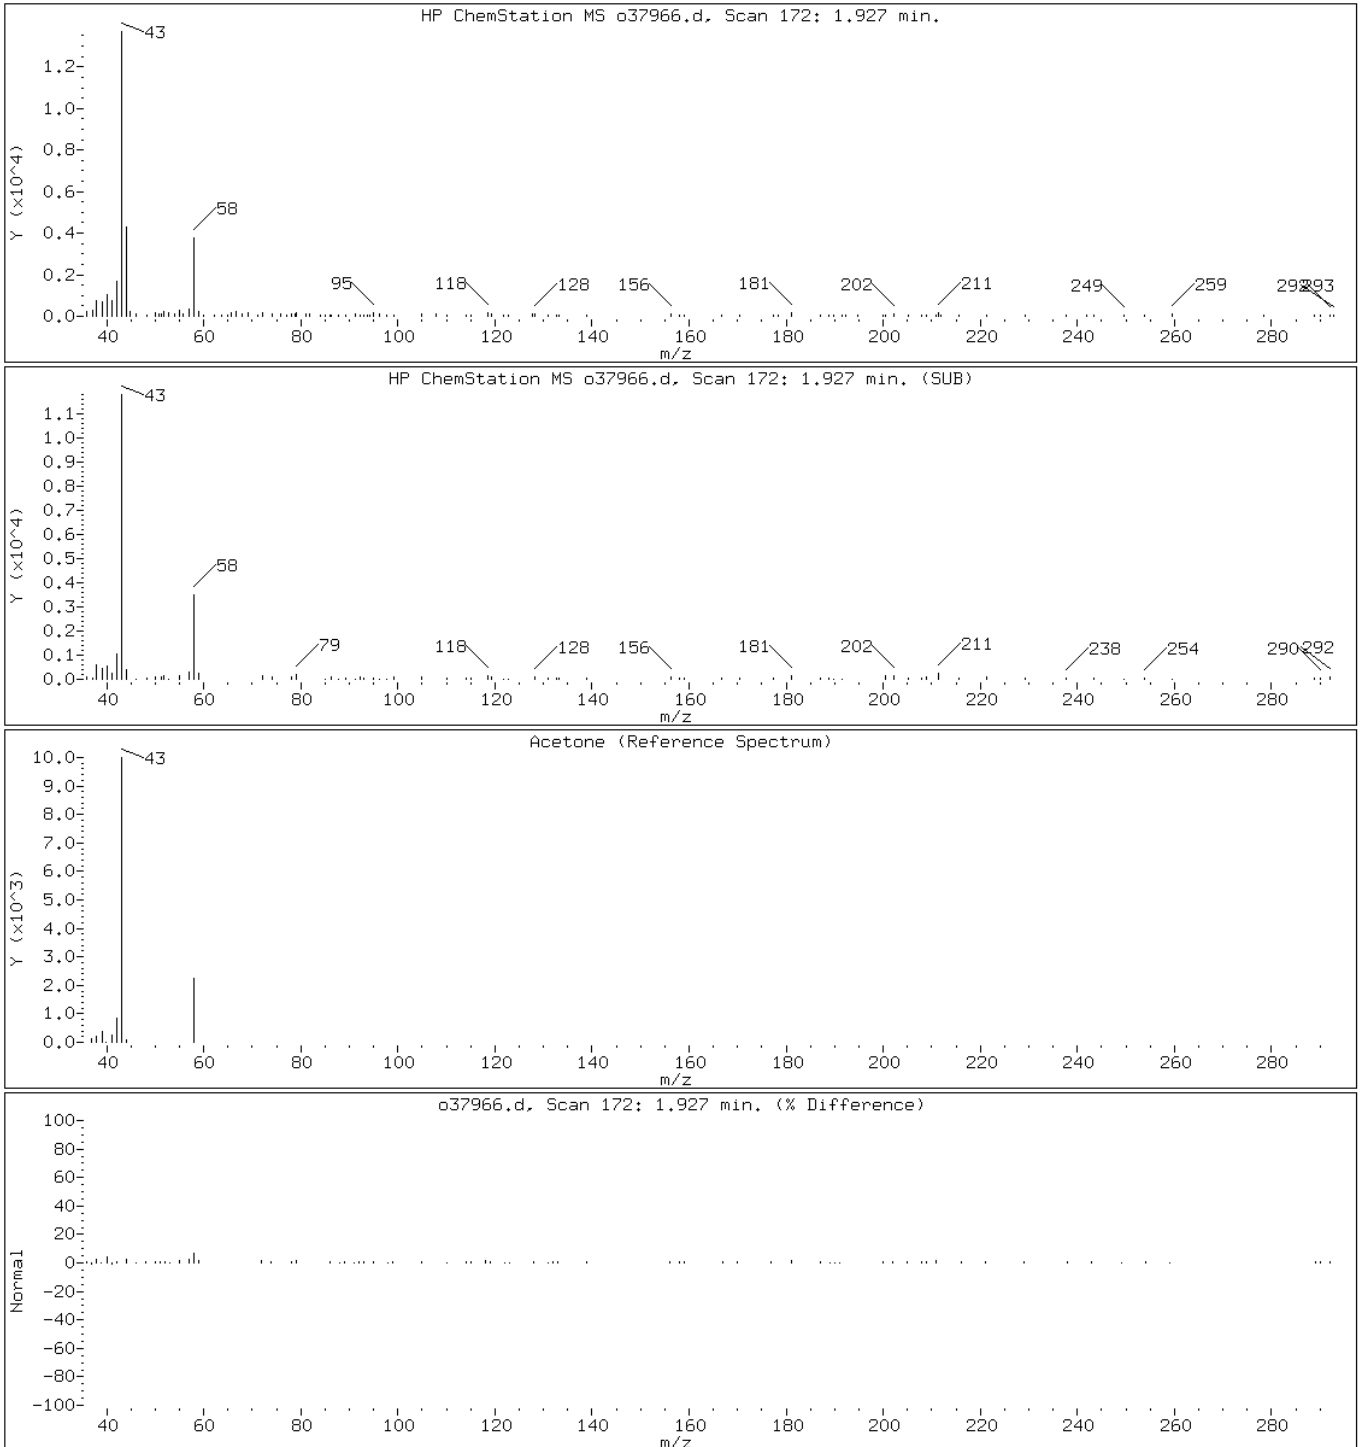 HP ChemStation MS o37966.d, Scan 172: 1.927 min.
43
1.2
1.0
0.8
0.6
58
0.4
0.2
95 118 128 156 181 202 211 249 259 293
0.0
40 60 80 100 120 140 160 180 200 220 240 260 280
Y (x10^4)
m/z
HP ChemStation MS o37966.d, Scan 172: 1.927 min. (SUB)
43
1.1
1.0
0.9
0.8
0.7
0.6
0.5
58
0.4
0.3
0.2
79 118 128 156 181 202 211 238 254 290 292
0.1
0.0
40 60 80 100 120 140 160 180 200 220 240 260 280
Y (x10^4)
m/z
Acetone (Reference Spectrum)
43
10.0
9.0
8.0
7.0
6.0
5.0
4.0
3.0
2.0
1.0
0.0
40 60 80 100 120 140 160 180 200 220 240 260 280
Y (x10^3)
m/z
o37966.d, Scan 172: 1.927 min. (% Difference)
100
80
60
40
20
0
-20
-40
-60
-80
-100
40 60 80 100 120 140 160 180 200 220 240 260 280
Normal
m/z